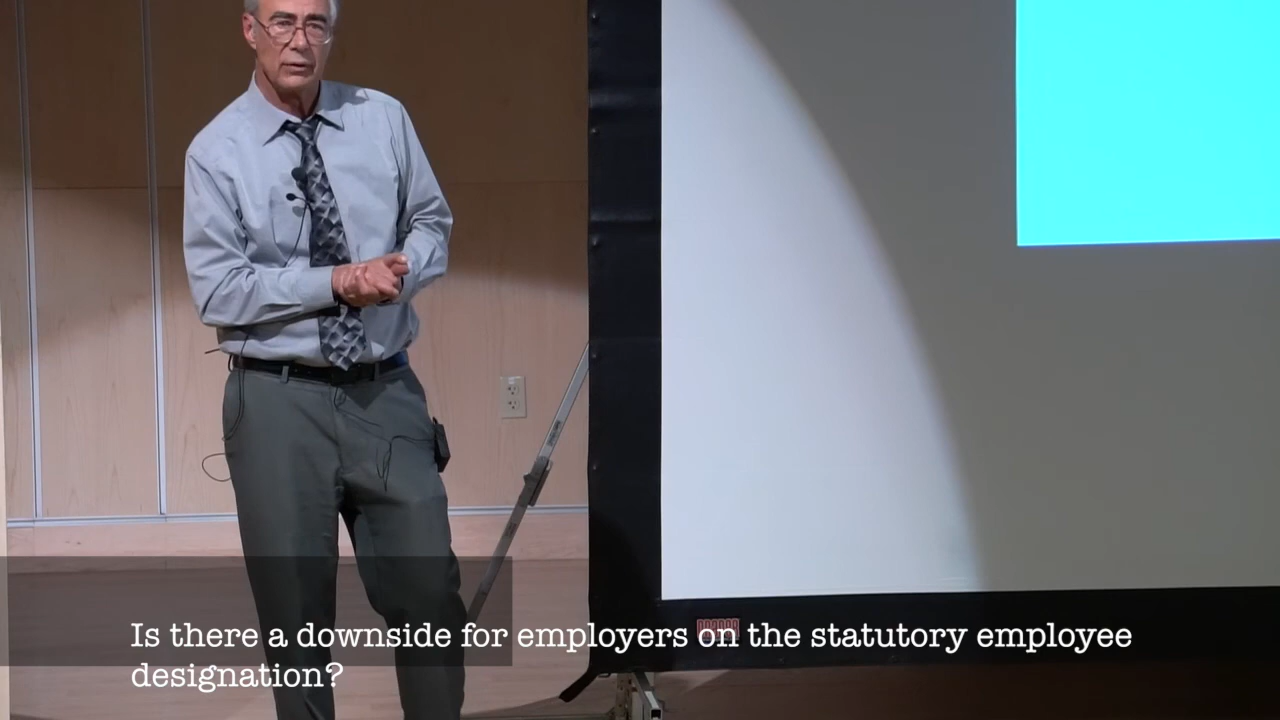 Is there a downside for employers on the statutory employee
designation?